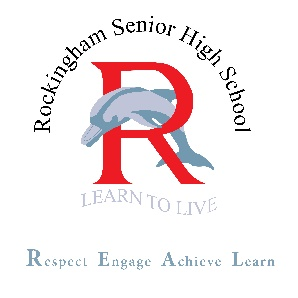 Rockingham Senior High School
R
LEARN TO LIVE
Respect Engage Achieve Learn